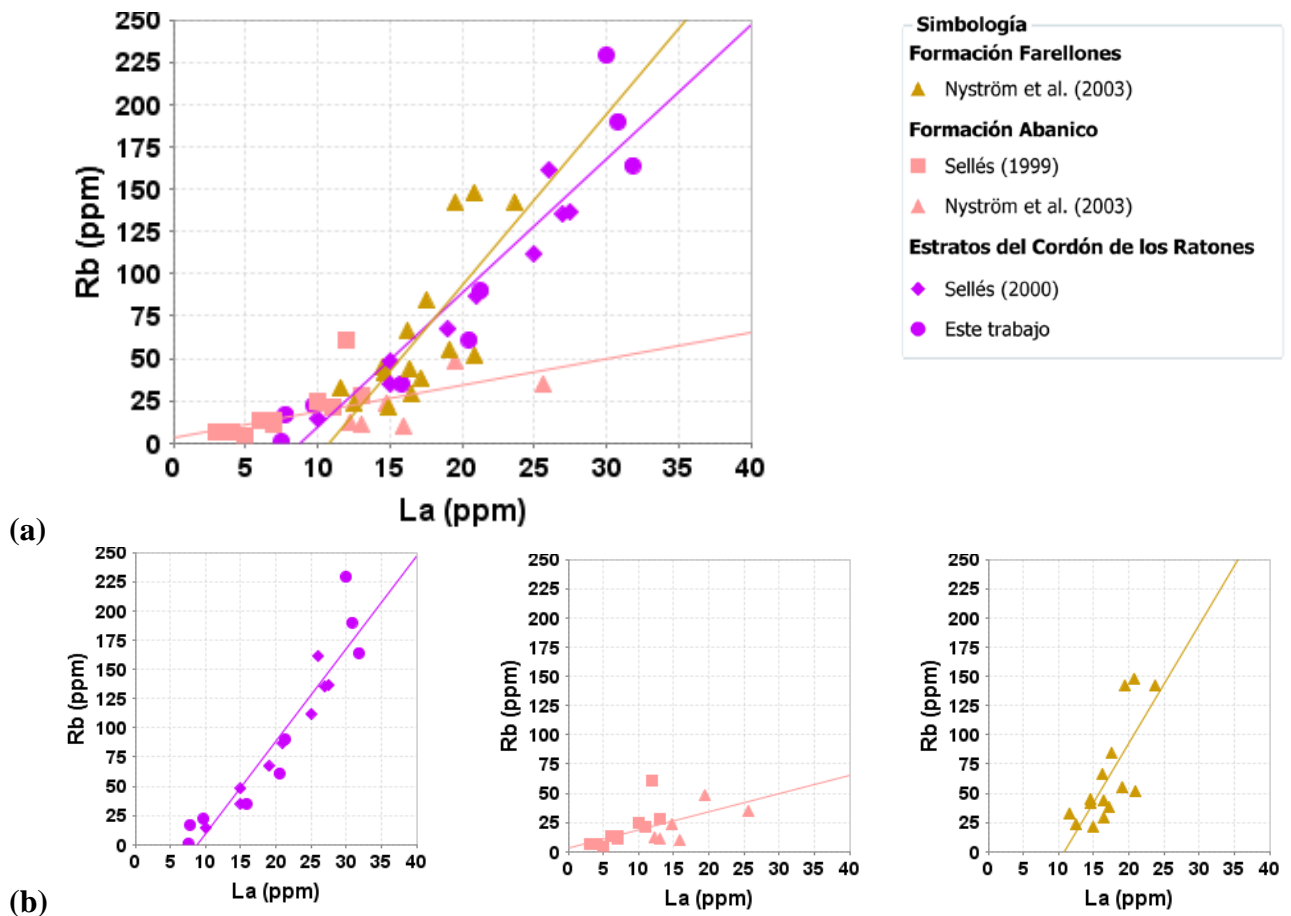 250
225
200
175
150
125
100
75
50
25
0
Rb (ppm)
0 5 10 15 20 25 30 35 40
La (ppm)
Simbología
Formación Farellones
Nyström et al. (2003)
Formación Abanico
Sellés (1999)
Nyström et al. (2003)
Estratos del Cordón de los Ratones
Sellés (2000)
Este trabajo
(a)
250
225
200
175
150
125
100
75
50
25
0
Rb (ppm)
0 5 10 15 20 25 30 35 40
La (ppm)
250
225
200
175
150
125
100
75
50
25
0
Rb (ppm)
0 5 10 15 20 25 30 35 40
La (ppm)
250
225
200
175
150
125
100
75
50
25
0
Rb (ppm)
0 5 10 15 20 25 30 35 40
La (ppm)
(b)